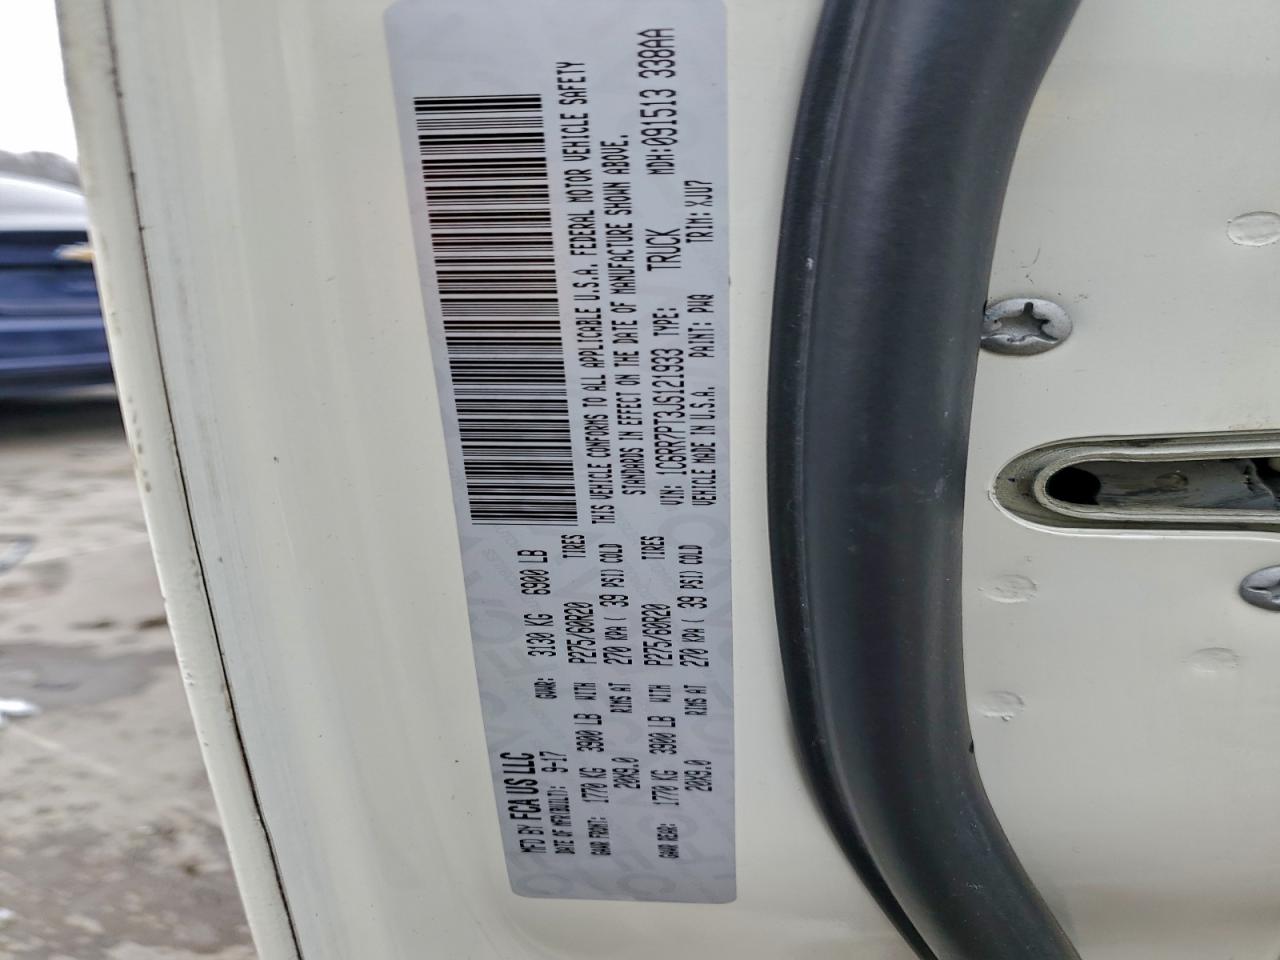 MFD BY FCA US LLC
DATE OF MFR(BUILT): 9-17 GVWR: 3130 KG 6900 LB
GAWR FRONT: 1770 KG 3900 LB WITH P275/60R20 TIRES
20X9.0 RIMS AT 270 KPA ( 39 PSI) COLD
GAWR REAR: 1770 KG 3900 LB WITH P275/60R20 TIRES
20X9.0 RIMS AT 270 KPA ( 39 PSI) COLD
THIS VEHICLE CONFORMS TO ALL APPLICABLE U.S.A. FEDERAL MOTOR VEHICLE SAFETY
STANDARDS IN EFFECT ON THE DATE OF MANUFACTURE SHOWN ABOVE.
VIN: 1C6RR7PT3JS121933 TYPE: TRUCK MDH:091513 338AA
VEHICLE MADE IN U.S.A. PAINT: PWQ TRIM: XJU7